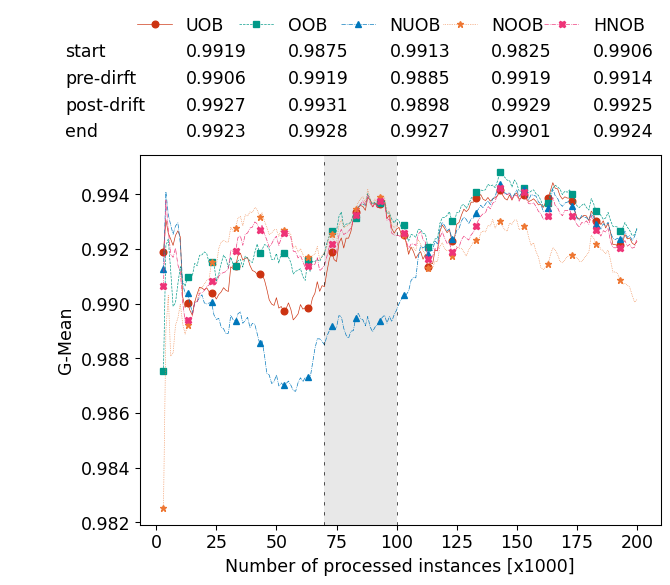 UOB OOB NUOB NOOB HNOB
start 0.9919 0.9875 0.9913 0.9825 0.9906
pre-dirft 0.9906 0.9919 0.9885 0.9919 0.9914
post-drift 0.9927 0.9931 0.9898 0.9929 0.9925
end 0.9923 0.9928 0.9927 0.9901 0.9924
0.994
0.992
0.990
0.988
0.986
0.984
0.982
G-Mean
0 25 50 75 100 125 150 175 200
Number of processed instances [x1000]